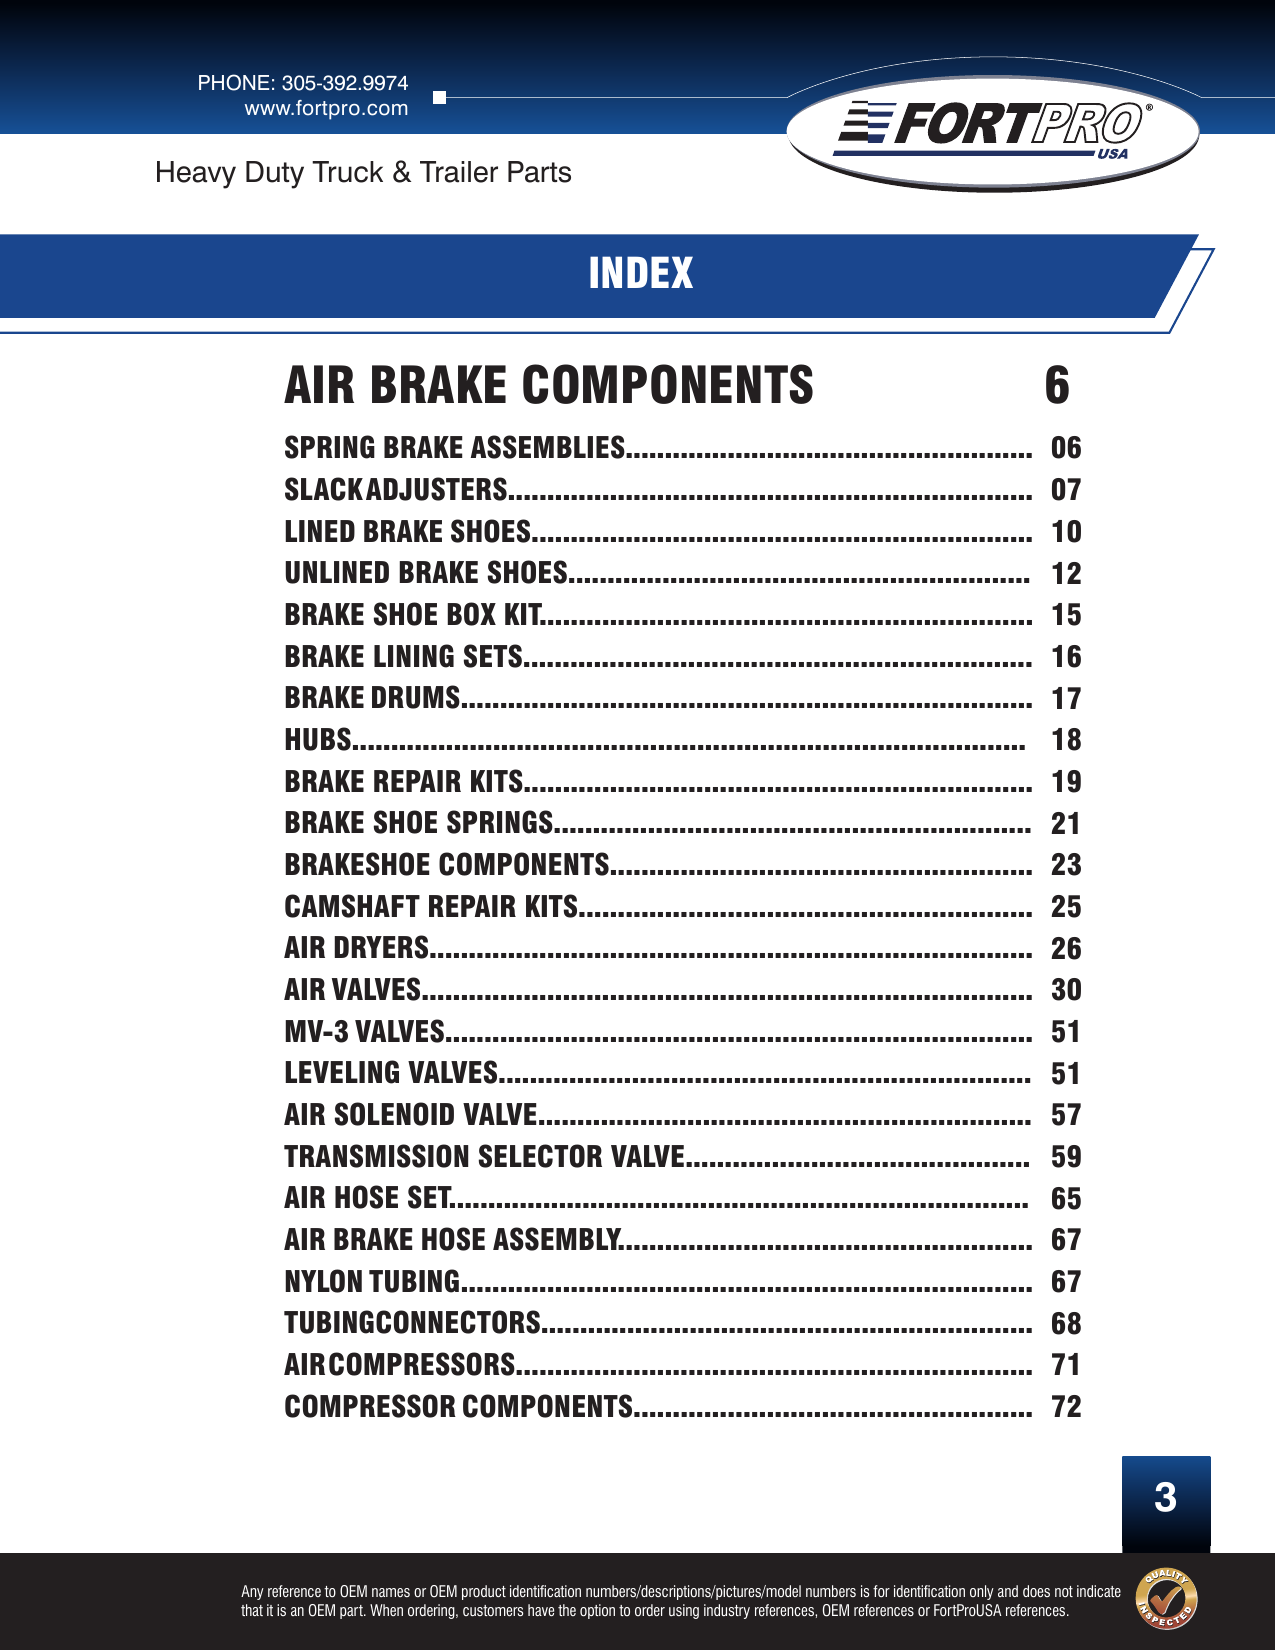 PHONE: 305-392.9974
www.fortpro.com
FORTPRO®
USA
Heavy Duty Truck & Trailer Parts
INDEX
AIR BRAKE COMPONENTS 6
SPRING BRAKE ASSEMBLIES.................................................... 06
SLACK ADJUSTERS................................................................... 07
LINED BRAKE SHOES................................................................ 10
UNLINED BRAKE SHOES........................................................... 12
BRAKE SHOE BOX KIT............................................................... 15
BRAKE LINING SETS................................................................. 16
BRAKE DRUMS......................................................................... 17
HUBS...................................................................................... 18
BRAKE REPAIR KITS................................................................. 19
BRAKE SHOE SPRINGS............................................................. 21
BRAKESHOE COMPONENTS...................................................... 23
CAMSHAFT REPAIR KITS.......................................................... 25
AIR DRYERS............................................................................. 26
AIR VALVES.............................................................................. 30
MV-3 VALVES........................................................................... 51
LEVELING VALVES.................................................................... 51
AIR SOLENOID VALVE............................................................... 57
TRANSMISSION SELECTOR VALVE............................................ 59
AIR HOSE SET.......................................................................... 65
AIR BRAKE HOSE ASSEMBLY..................................................... 67
NYLON TUBING......................................................................... 67
TUBINGCONNECTORS............................................................... 68
AIR COMPRESSORS.................................................................. 71
COMPRESSOR COMPONENTS................................................... 72
3
Any reference to OEM names or OEM product identification numbers/descriptions/pictures/model numbers is for identification only and does not indicate
that it is an OEM part. When ordering, customers have the option to order using industry references, OEM references or FortProUSA references.
QUALITY
INSPECTED